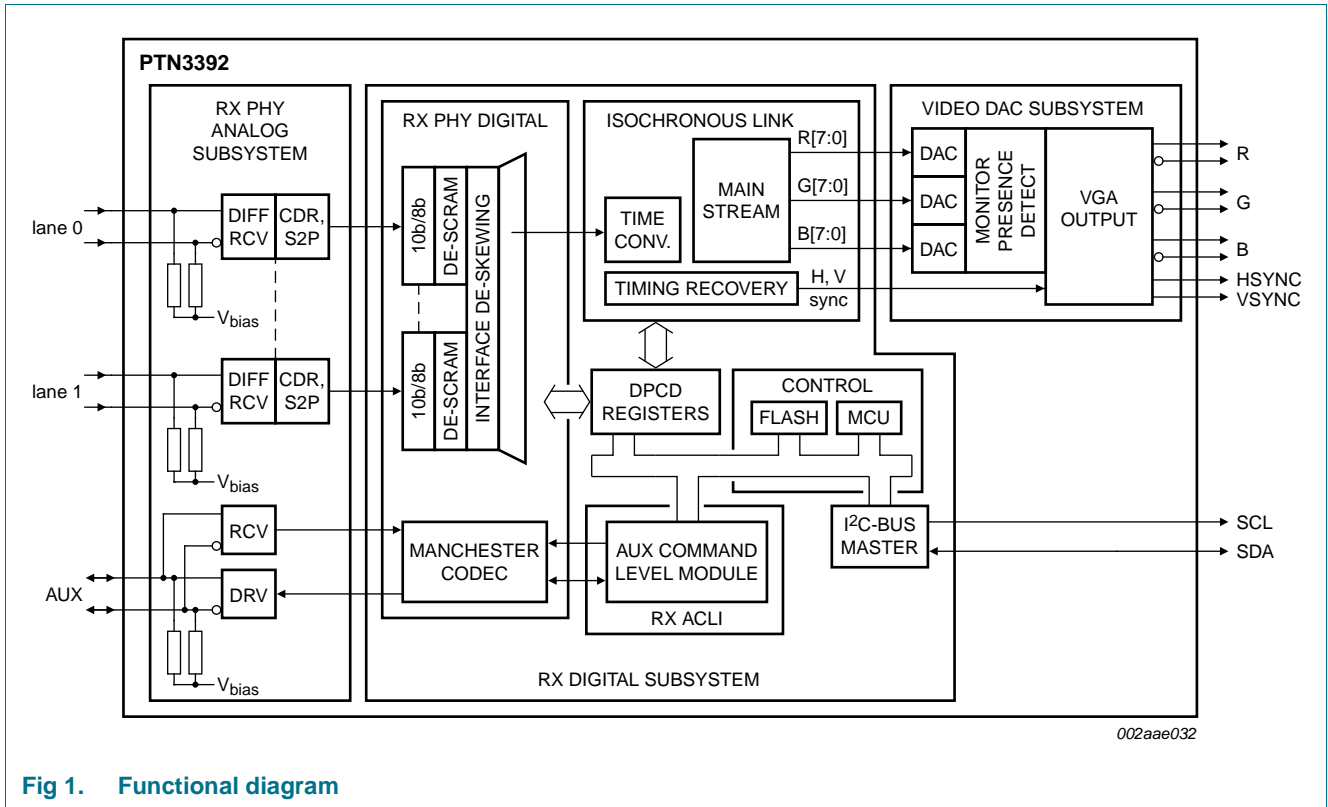 PTN3392
RX PHY
ANALOG
SUBSYSTEM
lane 0
DIFF
RCV
CDR,
S2P
Vbias
lane 1
DIFF
RCV
CDR,
S2P
Vbias
AUX
RCV
DRV
Vbias
RX PHY DIGITAL
10b/8b
DE-SCRAM
10b/8b
DE-SCRAM
INTERFACE DE-SKEWING
MANCHESTER
CODEC
ISOCHRONOUS LINK
TIME
CONV.
MAIN
STREAM
R[7:0]
G[7:0]
B[7:0]
TIMING RECOVERY
H, V
sync
DPCD
REGISTERS
CONTROL
FLASH
MCU
AUX COMMAND
LEVEL MODULE
RX ACLI
I2C-BUS
MASTER
RX DIGITAL SUBSYSTEM
VIDEO DAC SUBSYSTEM
DAC
DAC
DAC
MONITOR
PRESENCE
DETECT
VGA
OUTPUT
R
G
B
HSYNC
VSYNC
SCL
SDA
002aae032
Fig 1. Functional diagram